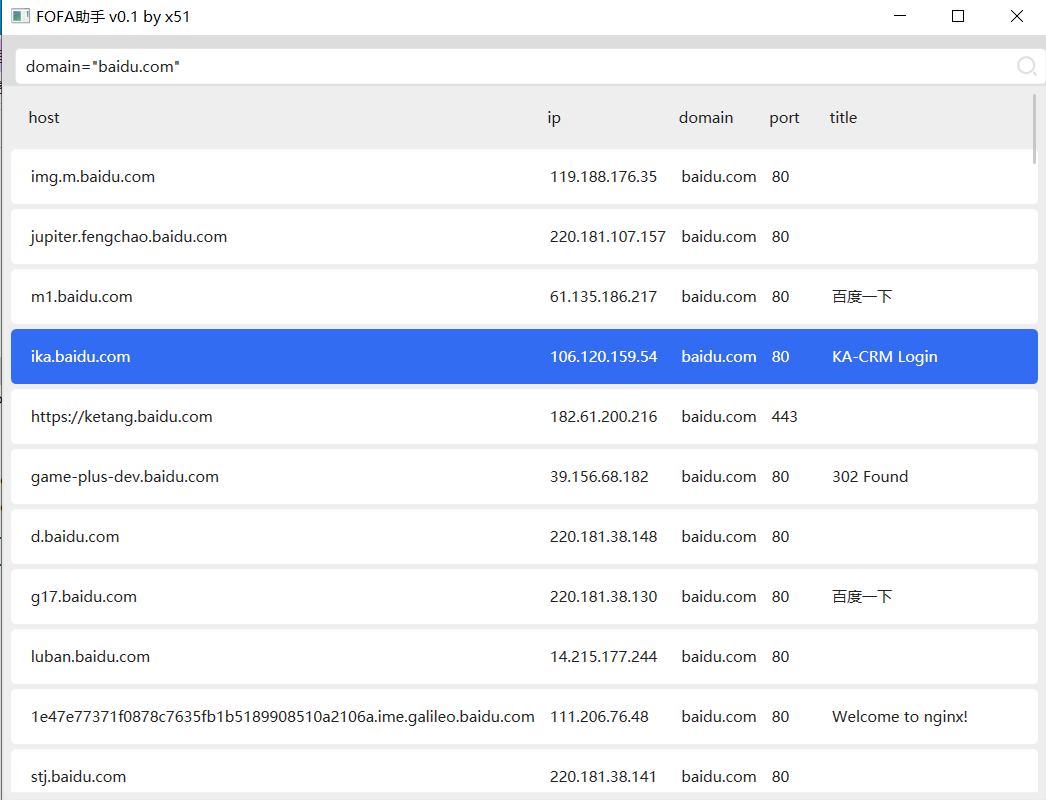 FOFA助手 v0.1 by x51
domain="baidu.com"
host ip domain port title
img.m.baidu.com 119.188.176.35 baidu.com 80
jupiter.fengchao.baidu.com 220.181.107.157 baidu.com 80
m1.baidu.com 61.135.186.217 baidu.com 80 百度一下
ika.baidu.com 106.120.159.54 baidu.com 80 KA-CRM Login
https://ketang.baidu.com 182.61.200.216 baidu.com 443
game-plus-dev.baidu.com 39.156.68.182 baidu.com 80 302 Found
d.baidu.com 220.181.38.148 baidu.com 80
g17.baidu.com 220.181.38.130 baidu.com 80 百度一下
luban.baidu.com 14.215.177.244 baidu.com 80
1e47e77371f0878c7635fb1b5189908510a2106a.ime.galileo.baidu.com 111.206.76.48 baidu.com 80 Welcome to nginx!
stj.baidu.com 220.181.38.141 baidu.com 80